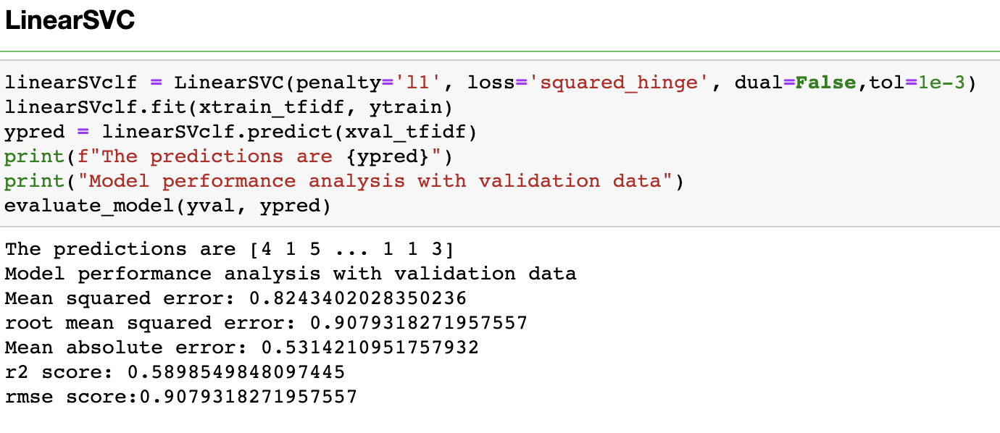 LinearSVC
linearSVclf = LinearSVC(penalty='l1', loss='squared_hinge', dual=False,tol=1e-3)
linearSVclf.fit(xtrain_tfidf, ytrain)
ypred = linearSVclf.predict(xval_tfidf)
print(f"The predictions are {ypred}")
print("Model performance analysis with validation data")
evaluate_model(yval, ypred)
The predictions are [4 1 5 ... 1 1 3]
Model performance analysis with validation data
Mean squared error: 0.8243402028350236
root mean squared error: 0.9079318271957557
Mean absolute error: 0.5314210951757932
r2 score: 0.5898549848097445
rmse score:0.9079318271957557